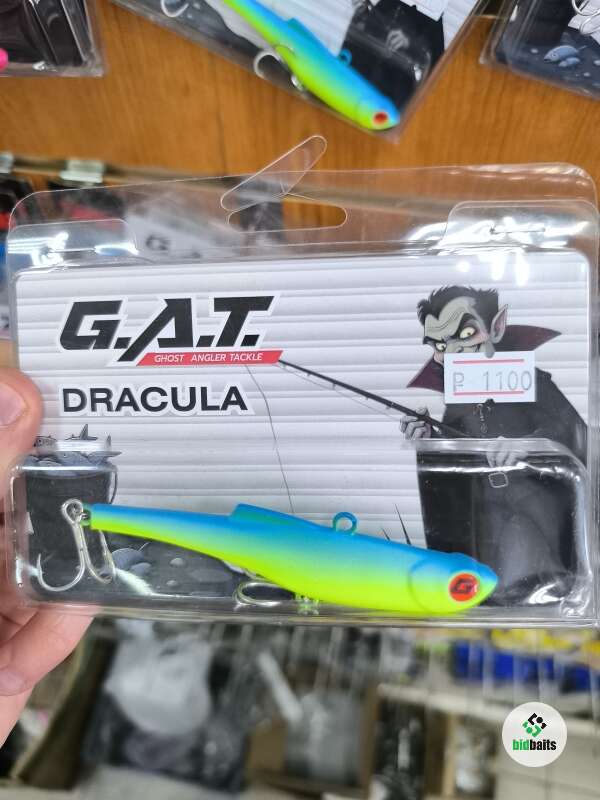 G.A.T.
GHOST ANGLER TACKLE
DRACULA
P 1100
G
bidbaits